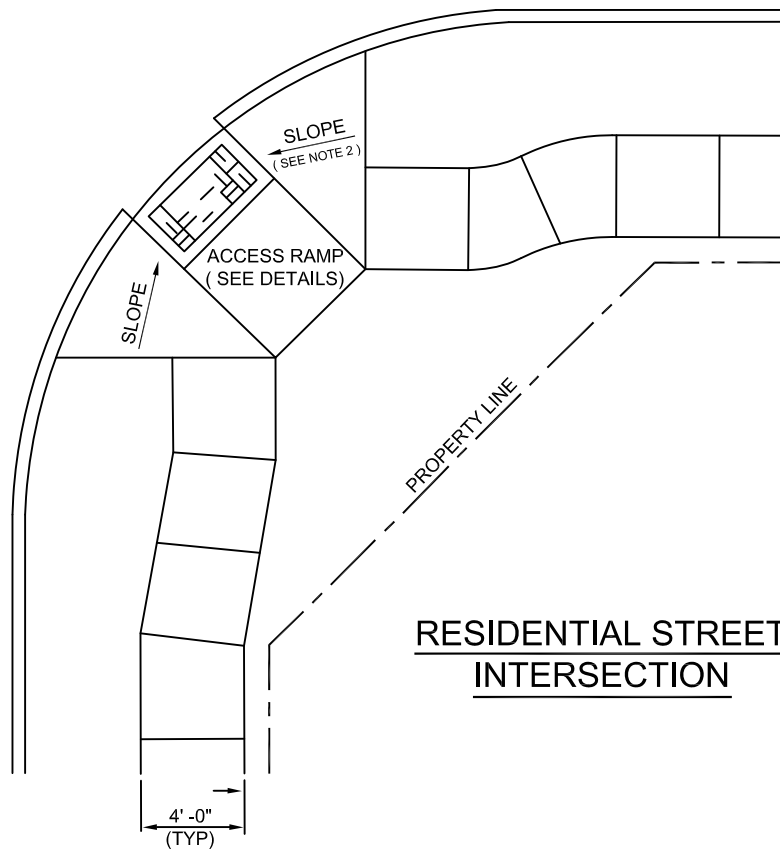 SLOPE
( SEE NOTE 2 )
ACCESS RAMP
( SEE DETAILS)
SLOPE
PROPERTY LINE
RESIDENTIAL STREET
INTERSECTION
4' -0"
(TYP)